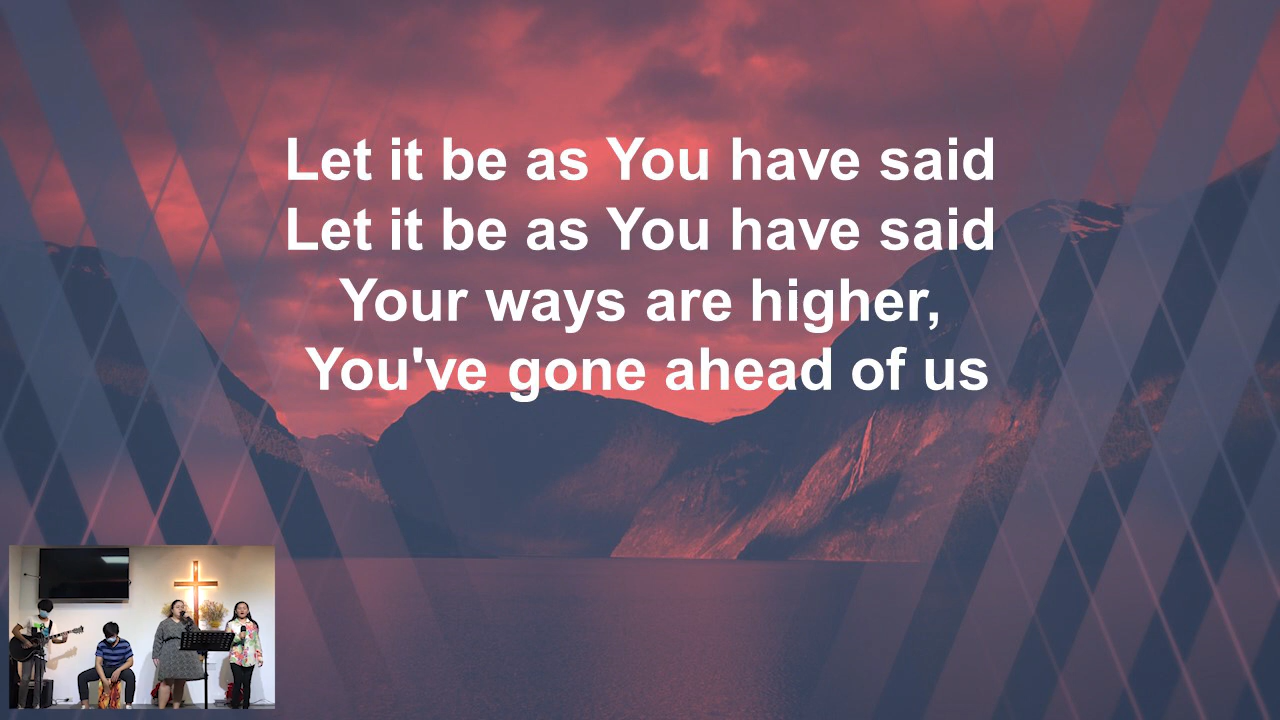 Let it be as You have said
Let it be as You have said
Your ways are higher,
You've gone ahead of us